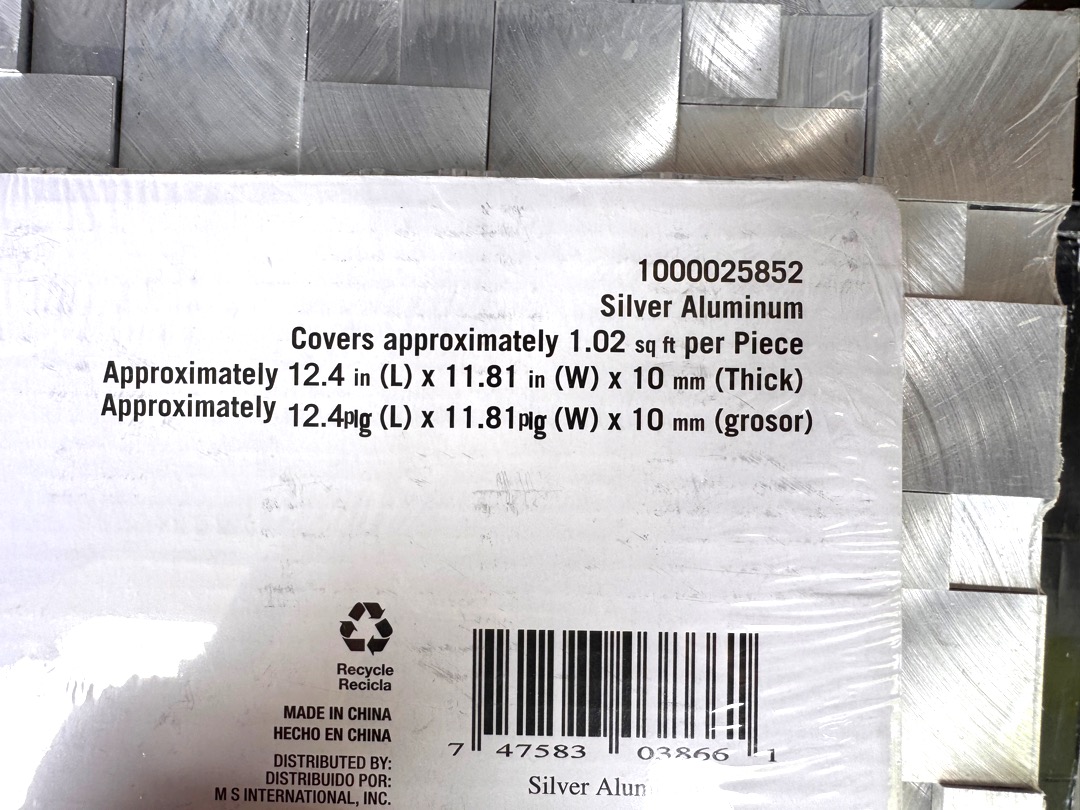 1000025852
Silver Aluminum
Covers approximately 1.02 sq ft per Piece
Approximately 12.4 in (L) x 11.81 in (W) x 10 mm (Thick)
Approximately 12.4plg (L) x 11.81plg (W) x 10 mm (grosor)
Recycle
Recicla
MADE IN CHINA
HECHO EN CHINA
DISTRIBUTED BY:
DISTRIBUIDO POR:
M S INTERNATIONAL, INC.
7 47583 03866 1
Silver